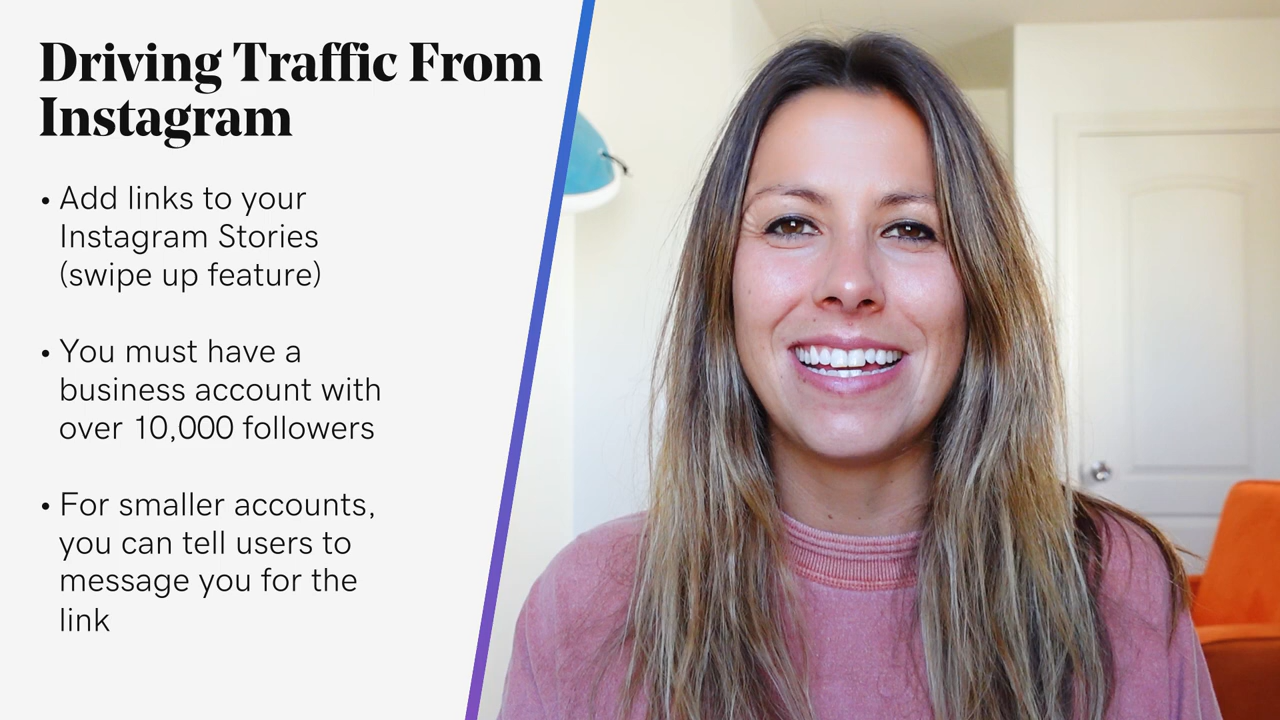 Driving Traffic From
Instagram
• Add links to your
Instagram Stories
(swipe up feature)
• You must have a
business account with
over 10,000 followers
• For smaller accounts,
you can tell users to
message you for the
link